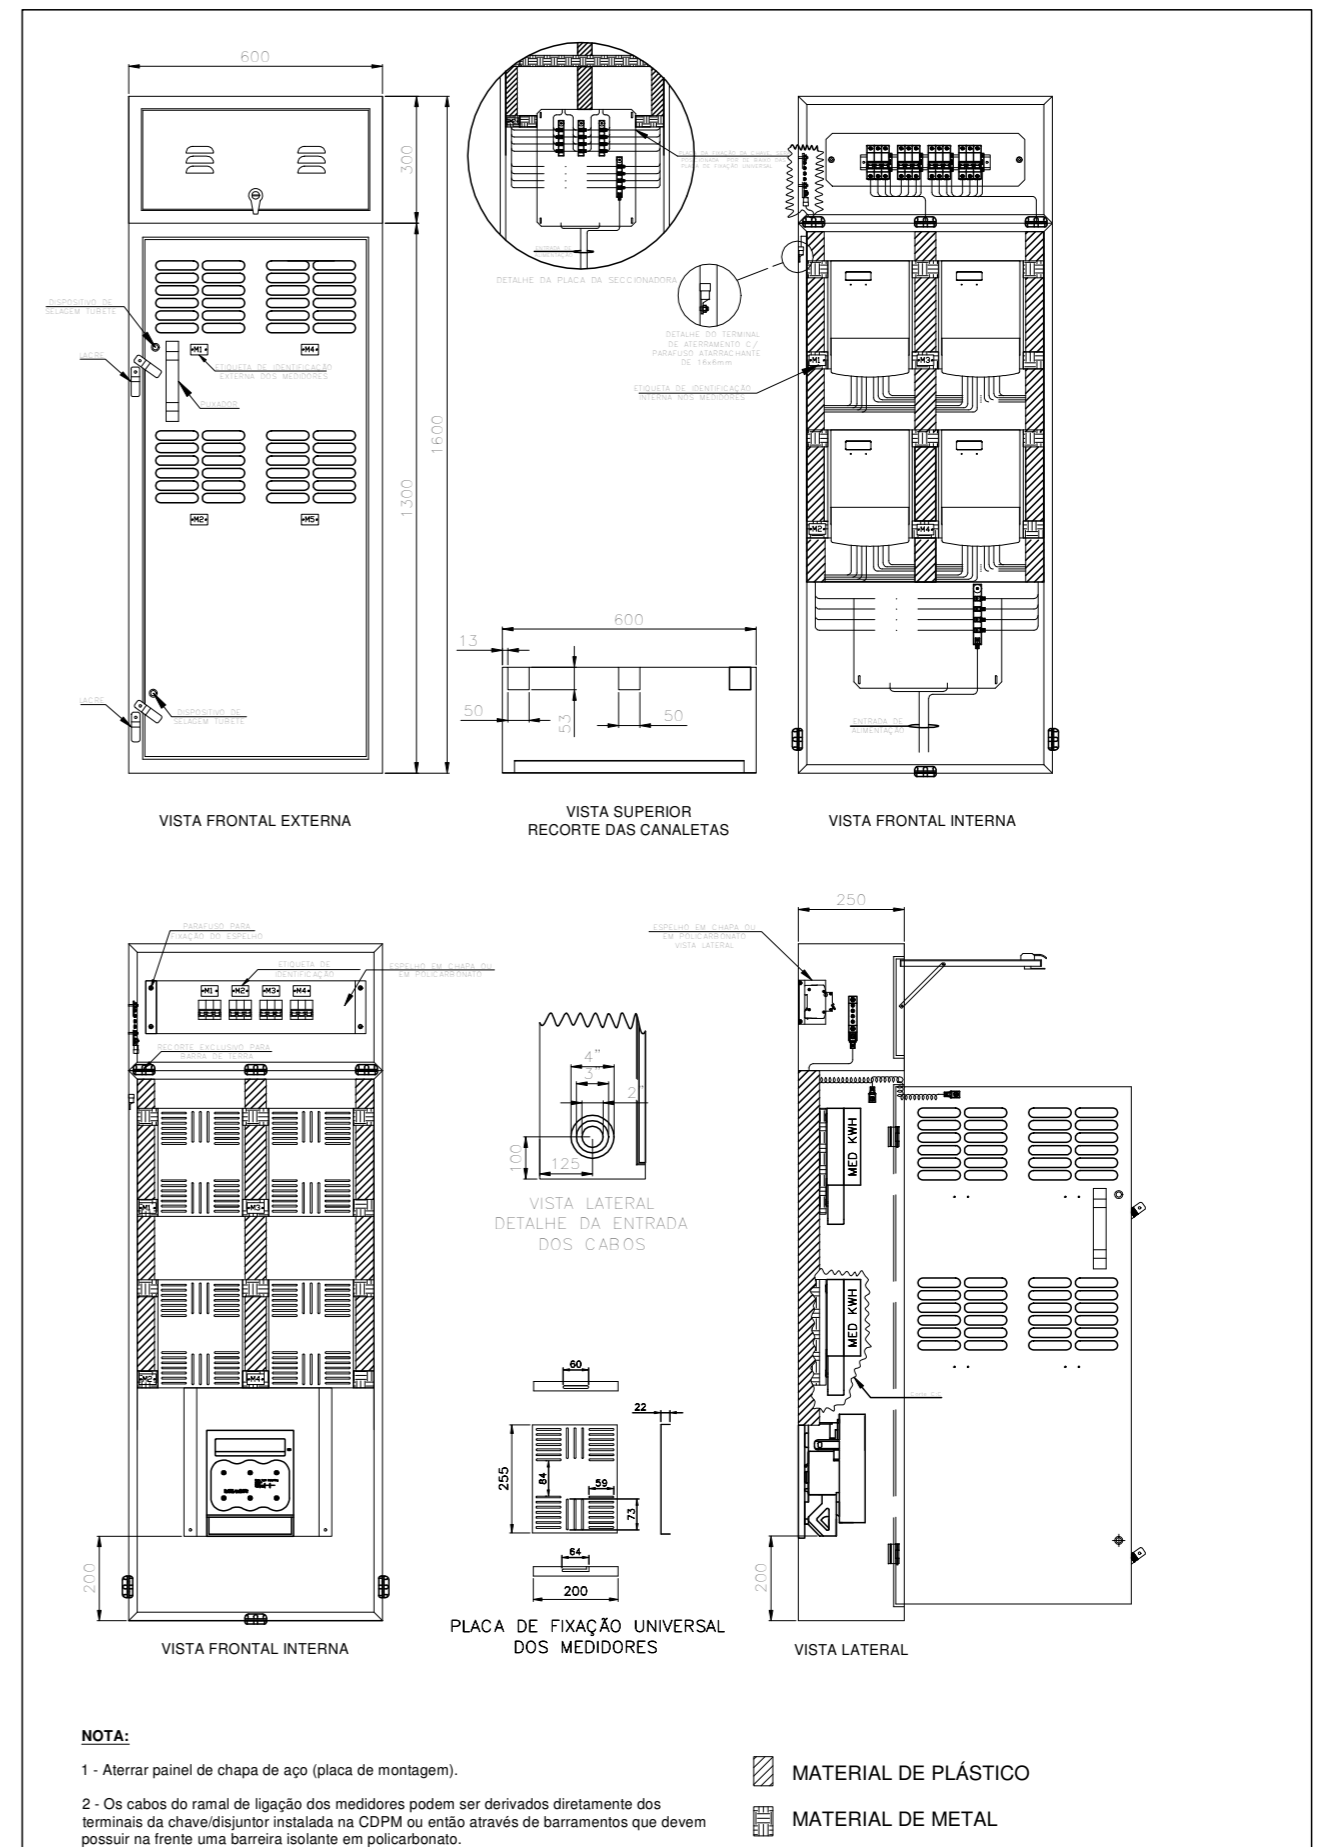 600
300
1600
1300
DISPOSITIVO DE
SELAGEM TURETE
LACRE
M1
M4
ETIQUETA DE IDENTIFICAÇÃO
EXTERNA DOS MEDIDORES
PUXADOR
M2
M5
LACRE
DISPOSITIVO DE
SELAGEM TURETE
VISTA FRONTAL EXTERNA
ENTRADA DE
ALIMENTAÇÃO
DETALHE DA PLACA DA SECCIONADORA
DETALHE DO TERMINAL
DE ATERRAMENTO C/
PARAFUSO ATARRACHANTE
DE 16x6mm
ETIQUETA DE IDENTIFICAÇÃO
INTERNA NOS MEDIDORES
600
13
50
53
50
VISTA SUPERIOR
RECORTE DAS CANALETAS
M1
M3
M2
M4
ENTRADA DE
ALIMENTAÇÃO
VISTA FRONTAL INTERNA
PARAFUSO PARA
FIXAÇÃO DO ESPELHO
ETIQUETA DE
IDENTIFICAÇÃO
ESPELHO EM CHAPA OU
EM POLICARBONATO
M1 M2 M3 M4
RECORTE EXCLUSIVO PARA
BARRA DE TERRA
M1
M3
M2
M4
200
VISTA FRONTAL INTERNA
4"
3"
2"
100
125
VISTA LATERAL
DETALHE DA ENTRADA
DOS CABOS
60
22
255
84
59
73
64
200
PLACA DE FIXAÇÃO UNIVERSAL
DOS MEDIDORES
250
ESPELHO EM CHAPA OU
EM POLICARBONATO
VISTA LATERAL
MED KWH
MED KWH
200
VISTA LATERAL
NOTA:
1 - Aterrar painel de chapa de aço (placa de montagem).
2 - Os cabos do ramal de ligação dos medidores podem ser derivados diretamente dos
terminais da chave/disjuntor instalada na CDPM ou então através de barramentos que devem
possuir na frente uma barreira isolante em policarbonato.
MATERIAL DE PLÁSTICO
MATERIAL DE METAL